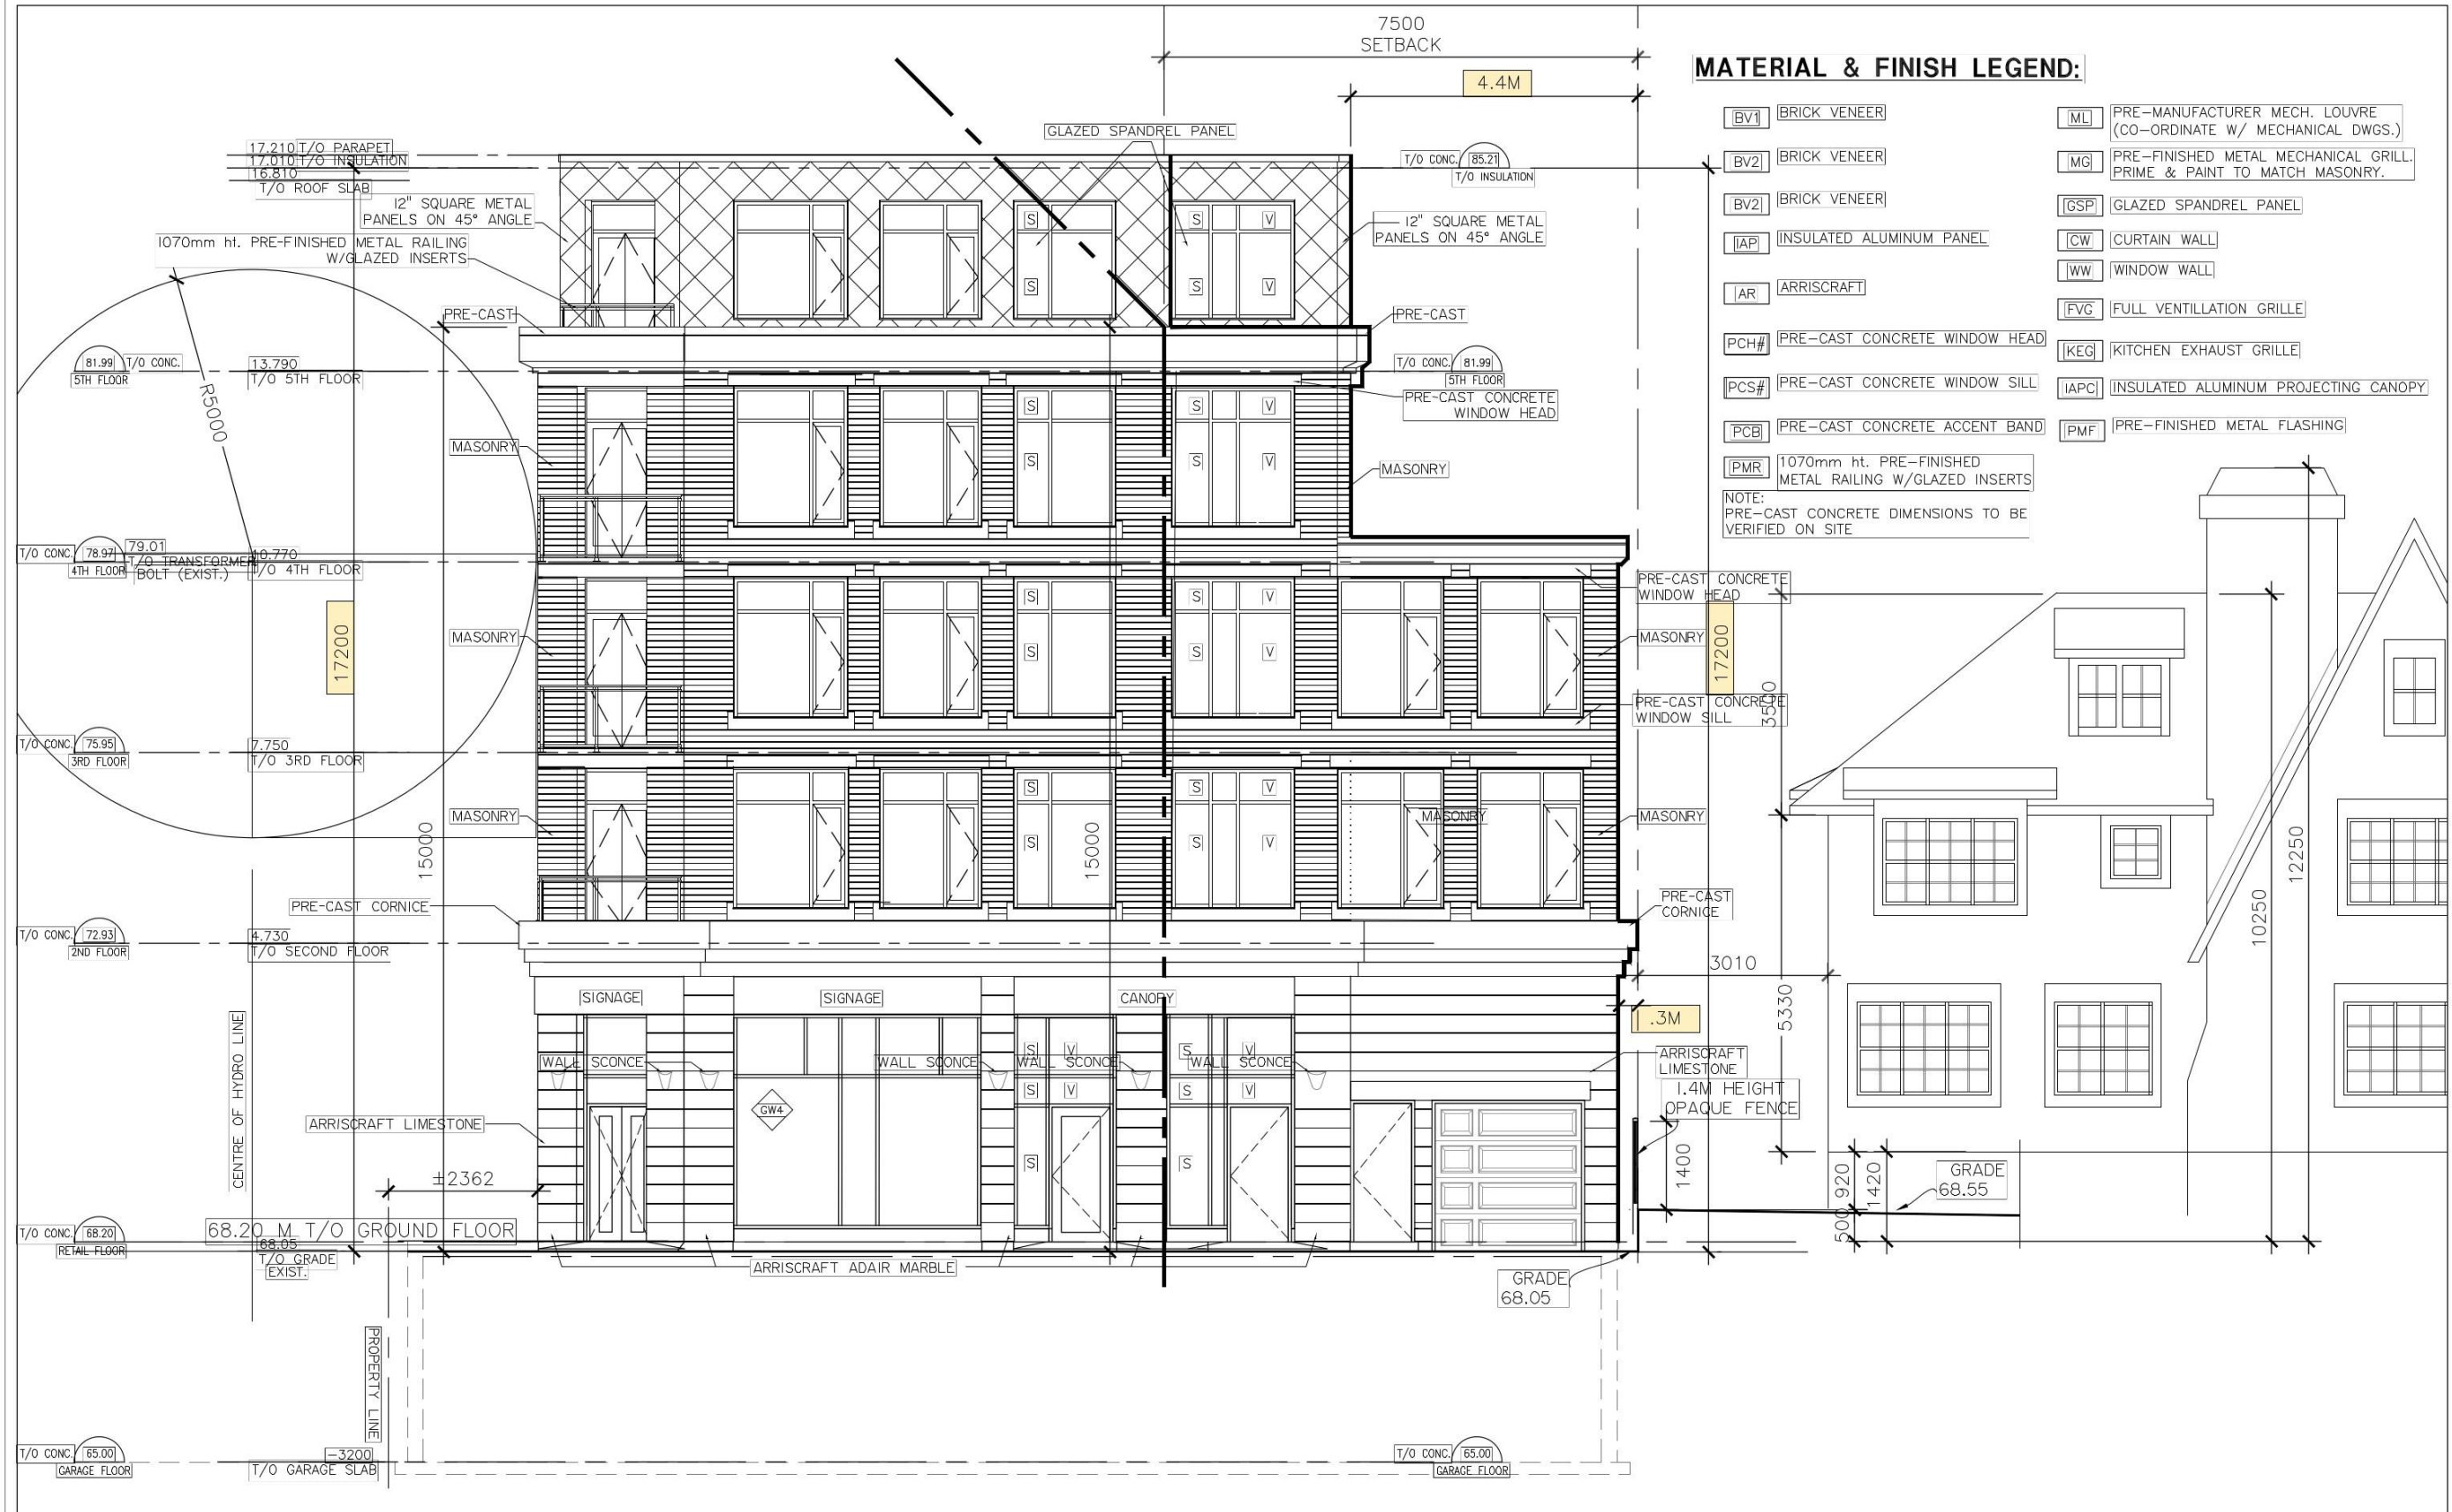 7500
SETBACK
4.4M
MATERIAL & FINISH LEGEND:
BV1 BRICK VENEER
BV2 BRICK VENEER
BV2 BRICK VENEER
IAP INSULATED ALUMINUM PANEL
AR ARRISCRAFT
PCH# PRE-CAST CONCRETE WINDOW HEAD
PCS# PRE-CAST CONCRETE WINDOW SILL
PCB PRE-CAST CONCRETE ACCENT BAND
PMR 1070mm ht. PRE-FINISHED
METAL RAILING W/GLAZED INSERTS
NOTE:
PRE-CAST CONCRETE DIMENSIONS TO BE
VERIFIED ON SITE
ML PRE-MANUFACTURER MECH. LOUVRE
(CO-ORDINATE W/ MECHANICAL DWGS.)
MG PRE-FINISHED METAL MECHANICAL GRILL.
PRIME & PAINT TO MATCH MASONRY.
GSP GLAZED SPANDREL PANEL
CW CURTAIN WALL
WW WINDOW WALL
FVG FULL VENTILLATION GRILLE
KEG KITCHEN EXHAUST GRILLE
IAPC INSULATED ALUMINUM PROJECTING CANOPY
PMF PRE-FINISHED METAL FLASHING
GLAZED SPANDREL PANEL
17.210 T/O PARAPET
17.010 T/O INSULATION
16.810
T/O ROOF SLAB
T/O CONC. 85.21
T/O INSULATION
12" SQUARE METAL
PANELS ON 45° ANGLE
12" SQUARE METAL
PANELS ON 45° ANGLE
1070mm ht. PRE-FINISHED METAL RAILING
W/GLAZED INSERTS
S S V
S S V
PRE-CAST
PRE-CAST
81.99 T/O CONC.
5TH FLOOR
13.790
T/O 5TH FLOOR
T/O CONC. 81.99
5TH FLOOR
PRE-CAST CONCRETE
WINDOW HEAD
R5000
S S V
MASONRY
S S V
MASONRY
T/O CONC. 78.97
4TH FLOOR
79.01
T/O TRANSFORMER
BOLT (EXIST.)
10.770
T/O 4TH FLOOR
PRE-CAST CONCRETE
WINDOW HEAD
S S V
17200
MASONRY
S S V
MASONRY
17200
3500
PRE-CAST CONCRETE
WINDOW SILL
T/O CONC. 75.95
3RD FLOOR
7.750
T/O 3RD FLOOR
S S V
MASONRY
MASONRY
MASONRY
S S V
15000
15000
12250
10250
PRE-CAST CORNICE
PRE-CAST
CORNICE
T/O CONC. 72.93
2ND FLOOR
4.730
T/O SECOND FLOOR
3010
5330
SIGNAGE
SIGNAGE
CANOPY
.3M
CENTRE OF HYDRO LINE
S V S V
WALL SCONCE
WALL SCONCE
WALL SCONCE
WALL SCONCE
ARRISCRAFT
LIMESTONE
S V S V
GW4
1.4M HEIGHT
OPAQUE FENCE
ARRISCRAFT LIMESTONE
S S
1400
±2362
920
500
1420
GRADE
68.55
T/O CONC. 68.20
RETAIL FLOOR
68.20 M T/O GROUND FLOOR
68.05
T/O GRADE
EXIST.
ARRISCRAFT ADAIR MARBLE
GRADE
68.05
PROPERTY LINE
T/O CONC. 65.00
GARAGE FLOOR
-3200
T/O GARAGE SLAB
T/O CONC. 65.00
GARAGE FLOOR